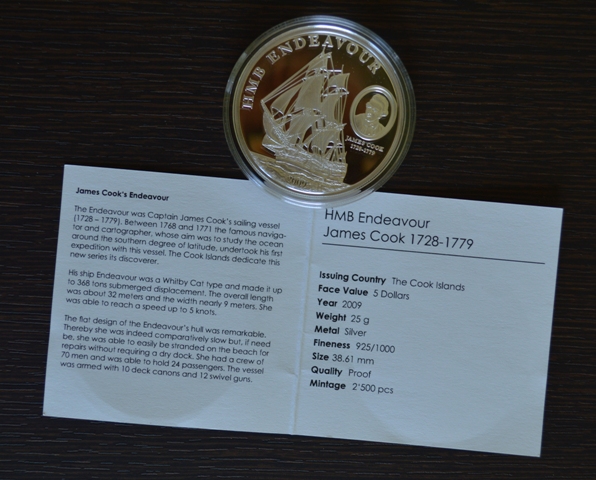 HMB ENDEAVOUR
JAMES COOK
1728-1779
2009
James Cook's Endeavour
The Endeavour was Captain James Cook's sailing vessel
(1728 – 1779). Between 1768 and 1771 the famous naviga-
tor and cartographer, whose aim was to study the ocean
around the southern degree of latitude, undertook his first
expedition with this vessel. The Cook Islands dedicate this
new series its discoverer.
His ship Endeavour was a Whitby Cat type and made it up
to 368 tons submerged displacement. The overall length
was about 32 meters and the width nearly 9 meters. She
was able to reach a speed up to 5 knots.
The flat design of the Endeavour's hull was remarkable.
Thereby she was indeed comparatively slow but, if need
be, she was able to easily be stranded on the beach for
repairs without requiring a dry dock. She had a crew of
70 men and was able to hold 24 passengers. The vessel
was armed with 10 deck canons and 12 swivel guns.
HMB Endeavour
James Cook 1728-1779
Issuing Country The Cook Islands
Face Value 5 Dollars
Year 2009
Weight 25 g
Metal Silver
Fineness 925/1000
Size 38.61 mm
Quality Proof
Mintage 2'500 pcs